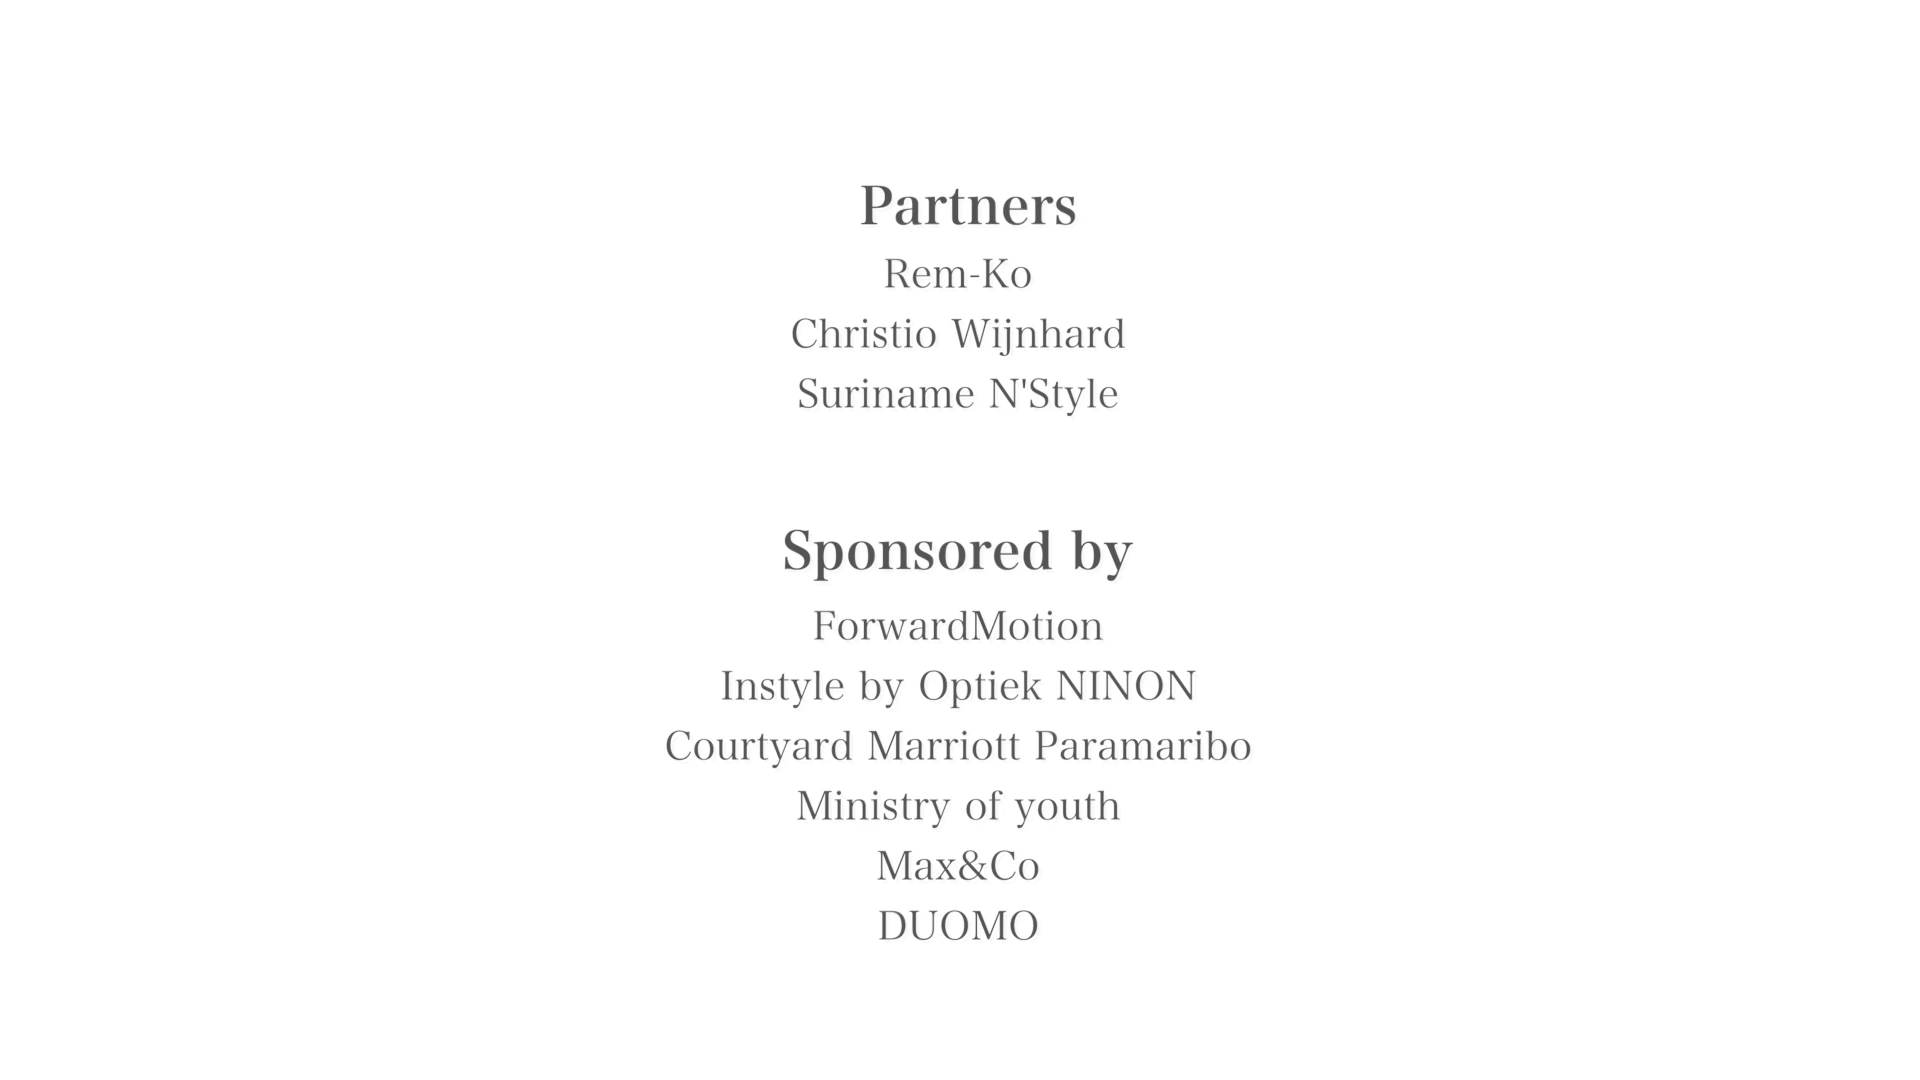 Partners
Rem-Ko
Christio Wijnhard
Suriname N'Style
Sponsored by
ForwardMotion
Instyle by Optiek NINON
Courtyard Marriott Paramaribo
Ministry of youth
Max&Co
DUOMO